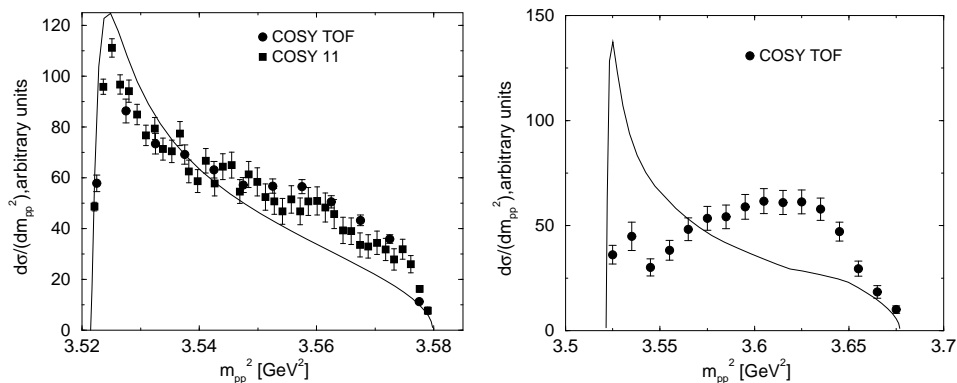 140
120
100
80
60
40
20
0
dσ/(dm_pp^2),arbitrary units
COSY TOF
COSY 11
3.52 3.54 3.56 3.58
m_pp^2 [GeV^2]
150
100
50
0
dσ/(dm_pp^2),arbitrary units
COSY TOF
3.5 3.55 3.6 3.65 3.7
m_pp^2 [GeV^2]